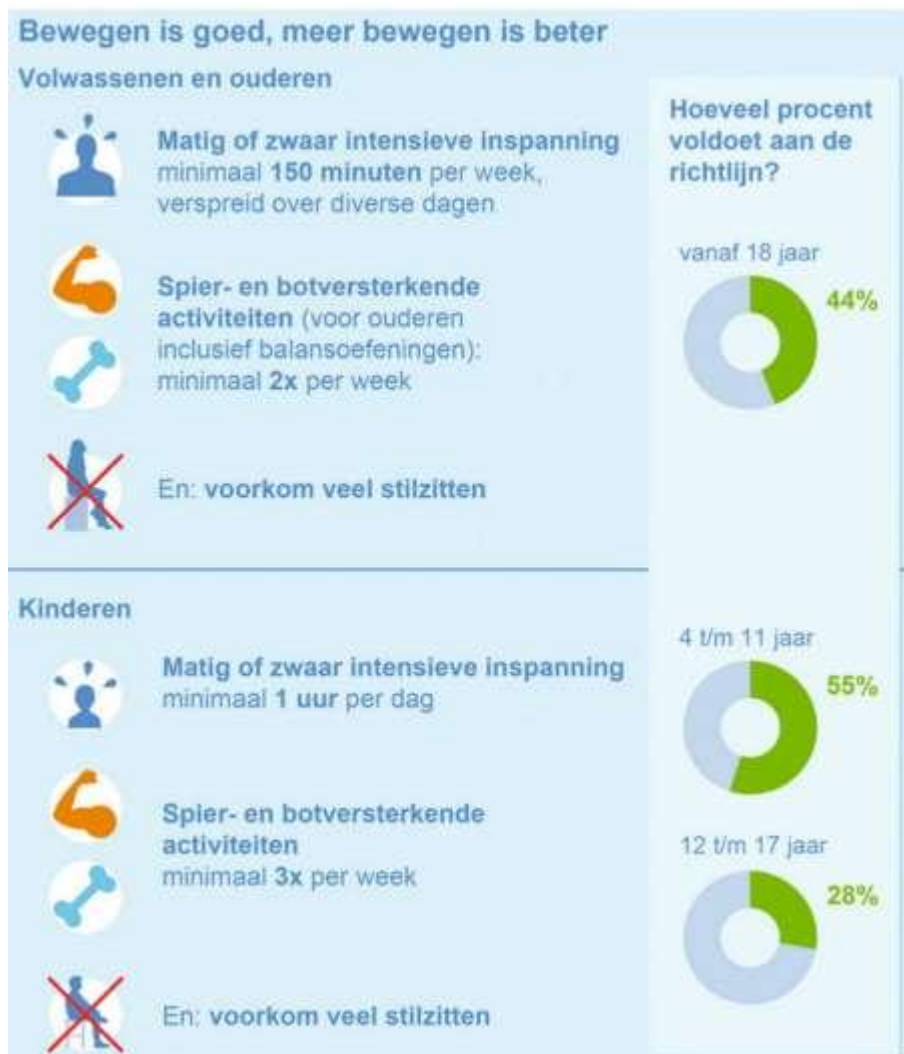 Bewegen is goed, meer bewegen is beter
Volwassenen en ouderen
Matig of zwaar intensieve inspanning
minimaal 150 minuten per week,
verspreid over diverse dagen
Spier- en botversterkende
activiteiten (voor ouderen
inclusief balansoefeningen):
minimaal 2x per week
En: voorkom veel stilzitten
Hoeveel procent
voldoet aan de
richtlijn?
vanaf 18 jaar
44%
Kinderen
Matig of zwaar intensieve inspanning
minimaal 1 uur per dag
Spier- en botversterkende
activiteiten
minimaal 3x per week
En: voorkom veel stilzitten
4 t/m 11 jaar
55%
12 t/m 17 jaar
28%